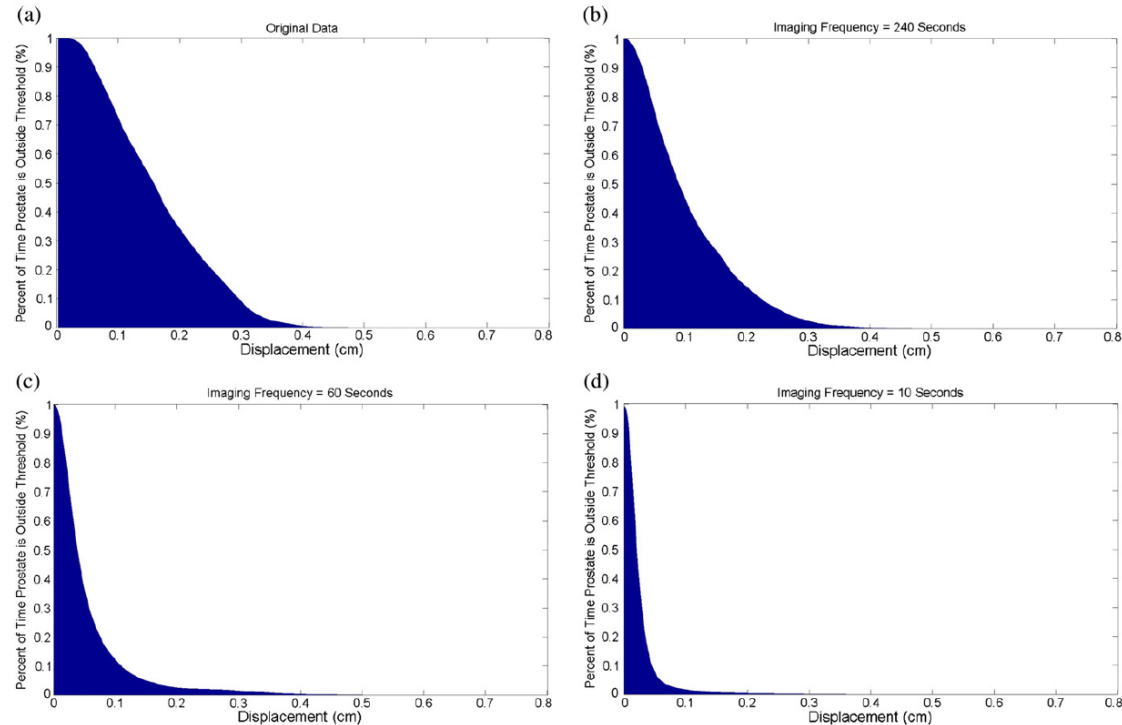 (a)
Original Data
Percent of Time Prostate is Outside Threshold (%)
1
0.9
0.8
0.7
0.6
0.5
0.4
0.3
0.2
0.1
0
0 0.1 0.2 0.3 0.4 0.5 0.6 0.7 0.8
Displacement (cm)
(b)
Imaging Frequency = 240 Seconds
Percent of Time Prostate is Outside Threshold (%)
1
0.9
0.8
0.7
0.6
0.5
0.4
0.3
0.2
0.1
0
0 0.1 0.2 0.3 0.4 0.5 0.6 0.7 0.8
Displacement (cm)
(c)
Imaging Frequency = 60 Seconds
Percent of Time Prostate is Outside Threshold (%)
1
0.9
0.8
0.7
0.6
0.5
0.4
0.3
0.2
0.1
0
0 0.1 0.2 0.3 0.4 0.5 0.6 0.7 0.8
Displacement (cm)
(d)
Imaging Frequency = 10 Seconds
Percent of Time Prostate is Outside Threshold (%)
1
0.9
0.8
0.7
0.6
0.5
0.4
0.3
0.2
0.1
0
0 0.1 0.2 0.3 0.4 0.5 0.6 0.7 0.8
Displacement (cm)